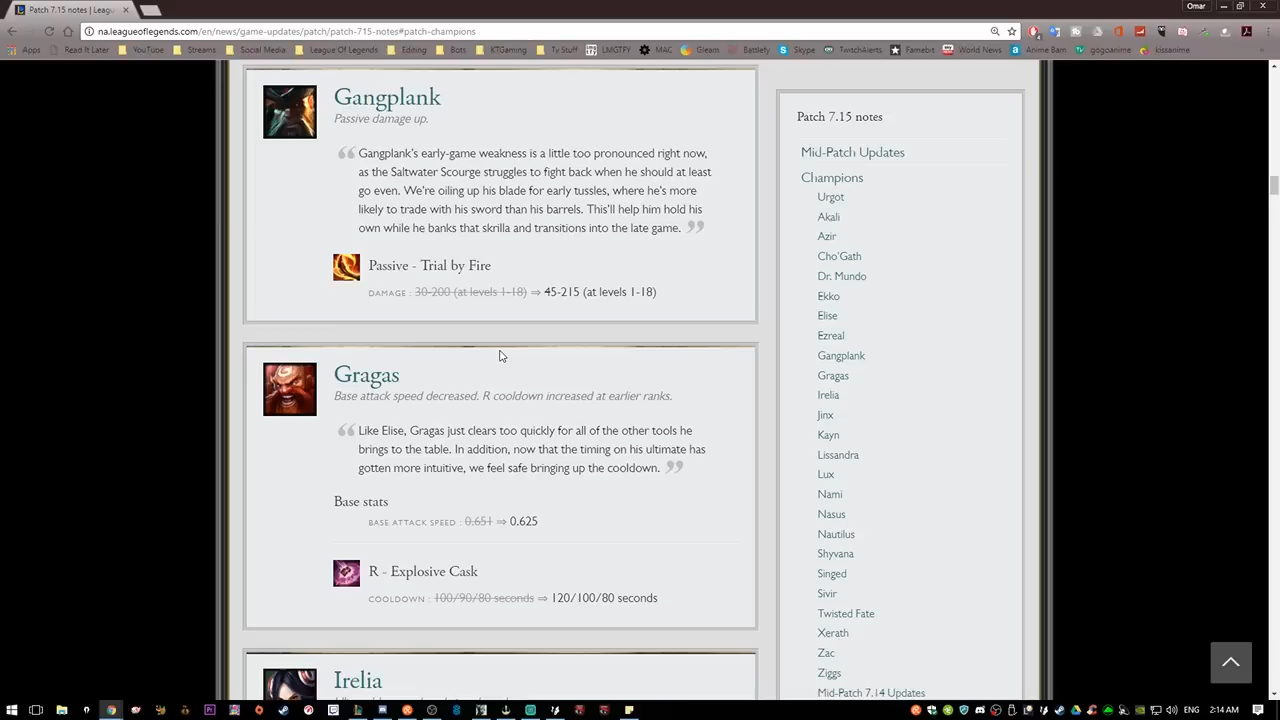 Patch 7.15 notes | Leagu
Omar
na.leagueoflegends.com/en/news/game-updates/patch/patch-715-notes#patch-champions
Apps Read It Later YouTube Streams Social Media League Of Legends Editing Bots KTGaming Ty Stuff LMGTFY MAC Gleam Battlefy Skype TwitchAlerts Famebit World News Anime Barn gogoanime kissanime
Gangplank
Passive damage up.
Gangplank's early-game weakness is a little too pronounced right now,
as the Saltwater Scourge struggles to fight back when he should at least
go even. We're oiling up his blade for early tussles, where he's more
likely to trade with his sword than his barrels. This'll help him hold his
own while he banks that skrilla and transitions into the late game.
Passive - Trial by Fire
DAMAGE : 30-200 (at levels 1-18) ⇒ 45-215 (at levels 1-18)
Gragas
Base attack speed decreased. R cooldown increased at earlier ranks.
Like Elise, Gragas just clears too quickly for all of the other tools he
brings to the table. In addition, now that the timing on his ultimate has
gotten more intuitive, we feel safe bringing up the cooldown.
Base stats
BASE ATTACK SPEED : 0.651 ⇒ 0.625
R - Explosive Cask
COOLDOWN : 100/90/80 seconds ⇒ 120/100/80 seconds
Irelia
Patch 7.15 notes
Mid-Patch Updates
Champions
Urgot
Akali
Azir
Cho'Gath
Dr. Mundo
Ekko
Elise
Ezreal
Gangplank
Gragas
Irelia
Jinx
Kayn
Lissandra
Lux
Nami
Nasus
Nautilus
Shyvana
Singed
Sivir
Twisted Fate
Xerath
Zac
Ziggs
Mid-Patch 7.14 Updates
ENG 2:14 AM